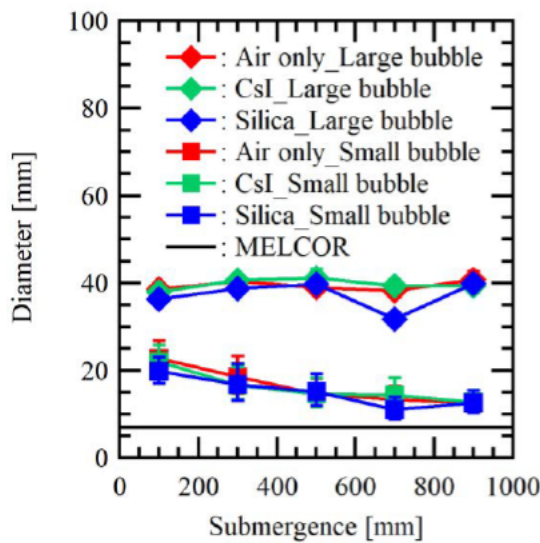 100
80
60
40
20
0
Diameter [mm]
: Air only_Large bubble
: CsI_Large bubble
: Silica_Large bubble
: Air only_Small bubble
: CsI_Small bubble
: Silica_Small bubble
: MELCOR
0 200 400 600 800 1000
Submergence [mm]